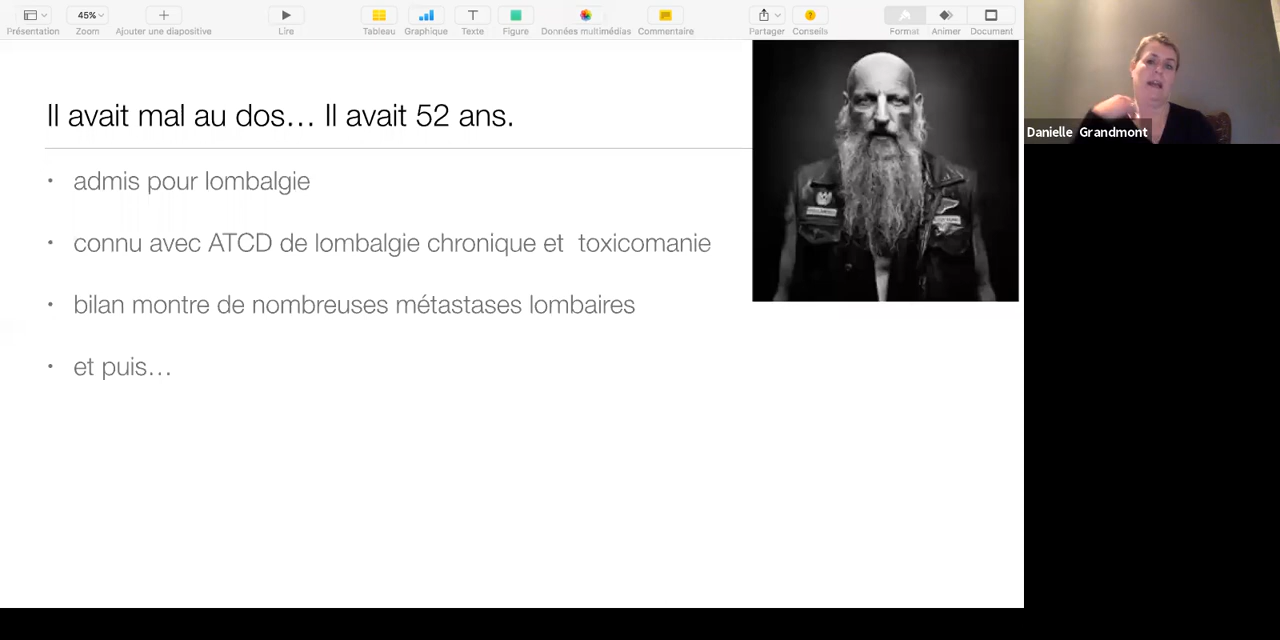 45%
Présentation
Zoom
Ajouter une diapositive
Lire
Tableau
Graphique
Texte
Figure
Données multimédias
Commentaire
Partager
Conseils
Format
Animer
Document
Il avait mal au dos… Il avait 52 ans.
• admis pour lombalgie
• connu avec ATCD de lombalgie chronique et  toxicomanie
• bilan montre de nombreuses métastases lombaires
• et puis…
Danielle  Grandmont